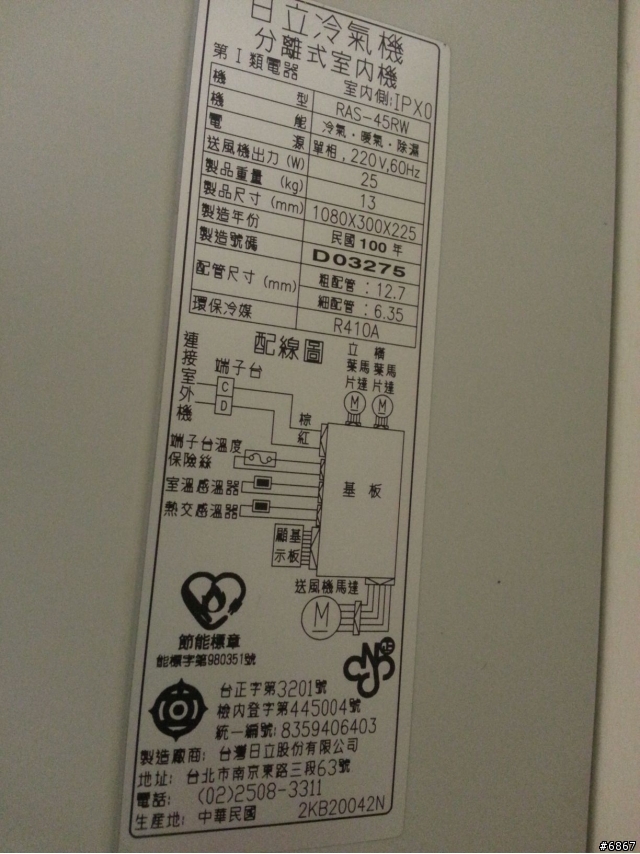 日立冷氣機
分離式室內機
第 I 類電器 室內側:IPX0
機型 RAS-45RW
機能 冷氣・暖氣・除濕
電源 單相 , 220V,60Hz
送風機出力 (W) 25
製品重量 (kg) 13
製品尺寸 (mm) 1080X300X225
製造年份 民國 100 年
製造號碼 D03275
配管尺寸 (mm) 粗配管 : 12.7
細配管 : 6.35
環保冷媒 R410A
配線圖
連接室外機
端子台
C
D
立葉片馬達
橫葉片馬達
M M
棕
紅
端子台溫度
保險絲
室溫感溫器
熱交感溫器
基板
顯示基板
送風機馬達
M
節能標章
能標字第980351號
正
台正字第3201號
檢內登字第445004號
統一編號: 8359406403
製造廠商: 台灣日立股份有限公司
地址: 台北市南京東路三段63號
電話: (02)2508-3311
生產地: 中華民國 2KB20042N
#6867